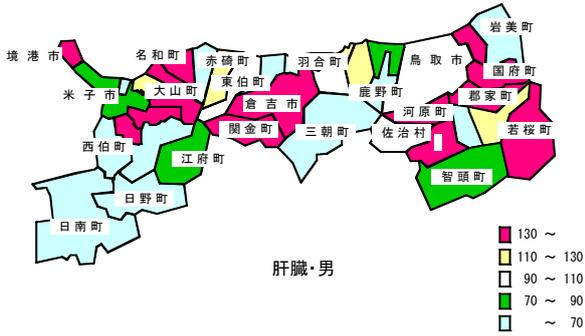 岩美町
境港市
名和町
赤碕町
羽合町
鳥取市
国府町
東伯町
米子市
大山町
鹿野町
郡家町
倉吉市
河原町
関金町
三朝町
佐治村
若桜町
西伯町
江府町
智頭町
日野町
日南町
肝臓・男
130 ～
110 ～ 130
90 ～ 110
70 ～ 90
～ 70